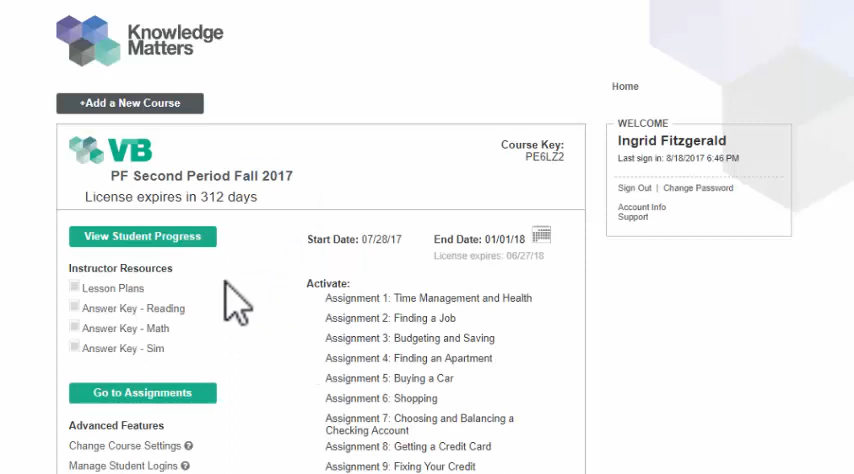 Knowledge
Matters
Home
+Add a New Course
WELCOME
Ingrid Fitzgerald
Last sign in: 8/18/2017 6:46 PM
Sign Out | Change Password
Account Info
Support
VB
Course Key:
PE6LZ2
PF Second Period Fall 2017
License expires in 312 days
View Student Progress
Instructor Resources
Lesson Plans
Answer Key - Reading
Answer Key - Math
Answer Key - Sim
Go to Assignments
Advanced Features
Change Course Settings ?
Manage Student Logins ?
Start Date: 07/28/17 End Date: 01/01/18
License expires: 06/27/18
Activate:
Assignment 1: Time Management and Health
Assignment 2: Finding a Job
Assignment 3: Budgeting and Saving
Assignment 4: Finding an Apartment
Assignment 5: Buying a Car
Assignment 6: Shopping
Assignment 7: Choosing and Balancing a
Checking Account
Assignment 8: Getting a Credit Card
Assignment 9: Fixing Your Credit